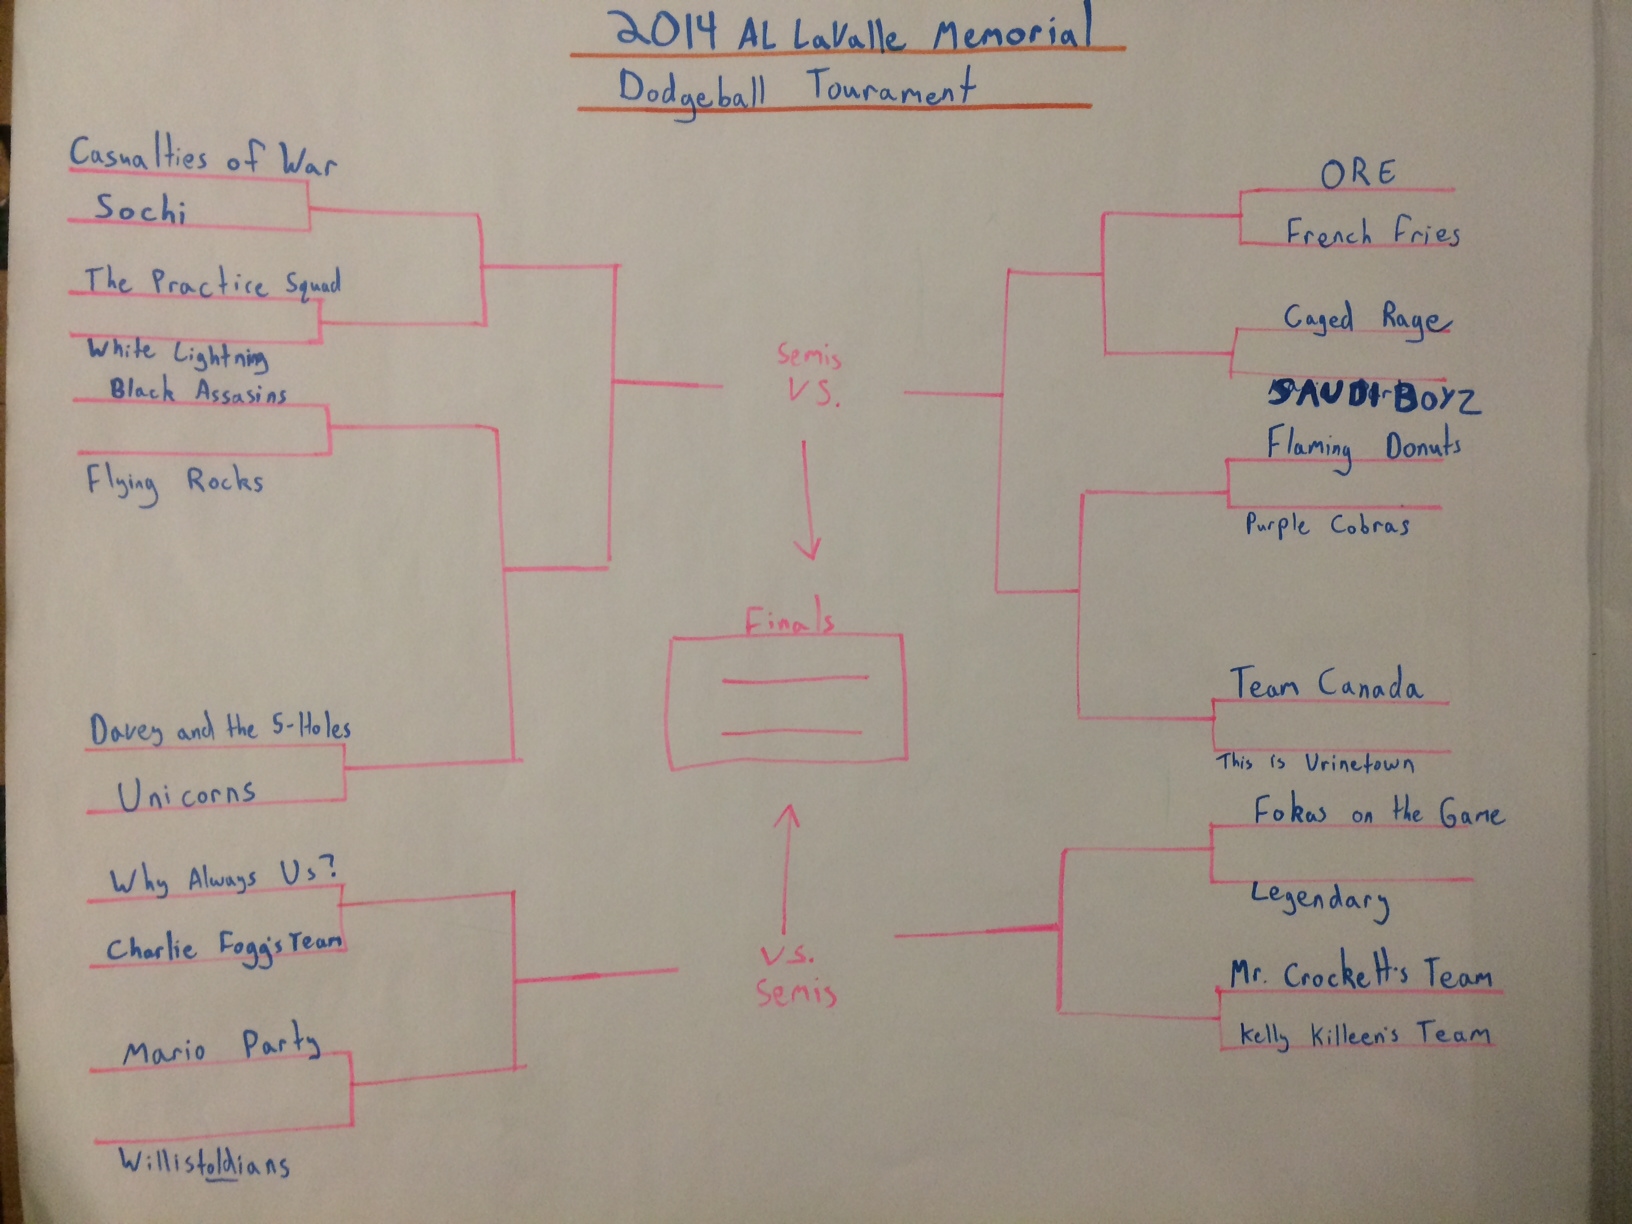 2014 AL LaValle Memorial
Dodgeball Tourament
Casualties of War
Sochi
The Practice Squad
White Lightning
Black Assasins
Flying Rocks
Davey and the 5-Holes
Unicorns
Why Always Us?
Charlie Fogg's Team
Mario Party
Willistoldians
Semis
VS.
Finals
VS.
Semis
ORE
French Fries
Caged Rage
SAUDI BOYZ
Flaming Donuts
Purple Cobras
Team Canada
This is Urinetown
Fokas on the Game
Legendary
Mr. Crockett's Team
Kelly Killeen's Team